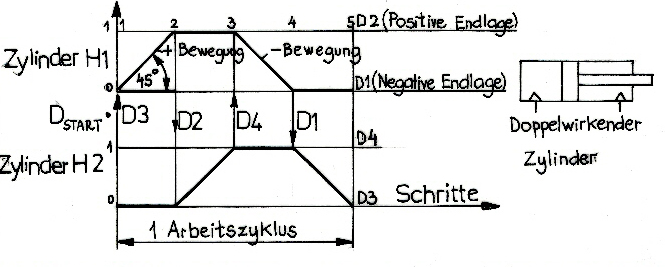 1 1 2 3 4 5 D2 (Positive Endlage)
Zylinder H1 + Bewegung - Bewegung
45°
0 D1 (Negative Endlage)
DSTART D3 D2 D4 D1
Doppelwirkender
Zylinder
1 D4
Zylinder H2
0 D3 Schritte
1 Arbeitszyklus